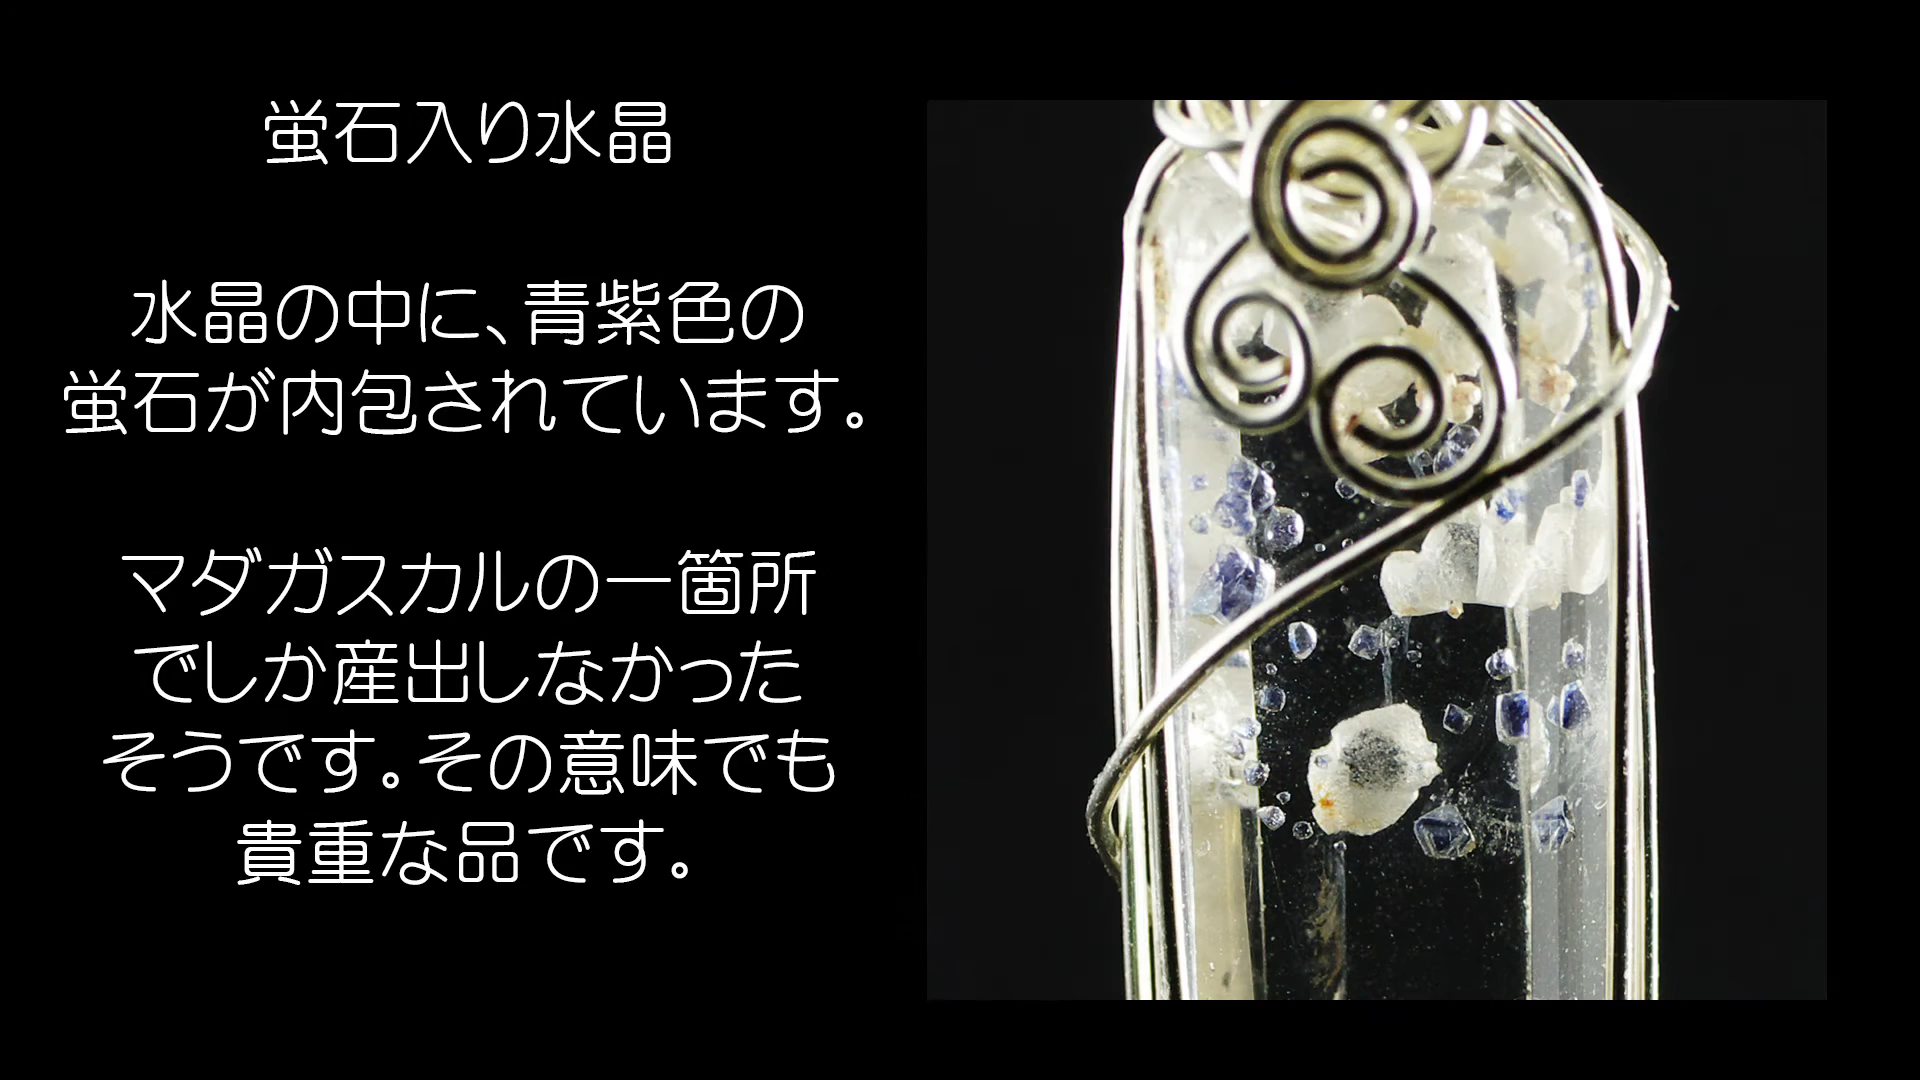 蛍石入り水晶
水晶の中に、青紫色の
蛍石が内包されています。
マダガスカルの一箇所
でしか産出しなかった
そうです。その意味でも
貴重な品です。